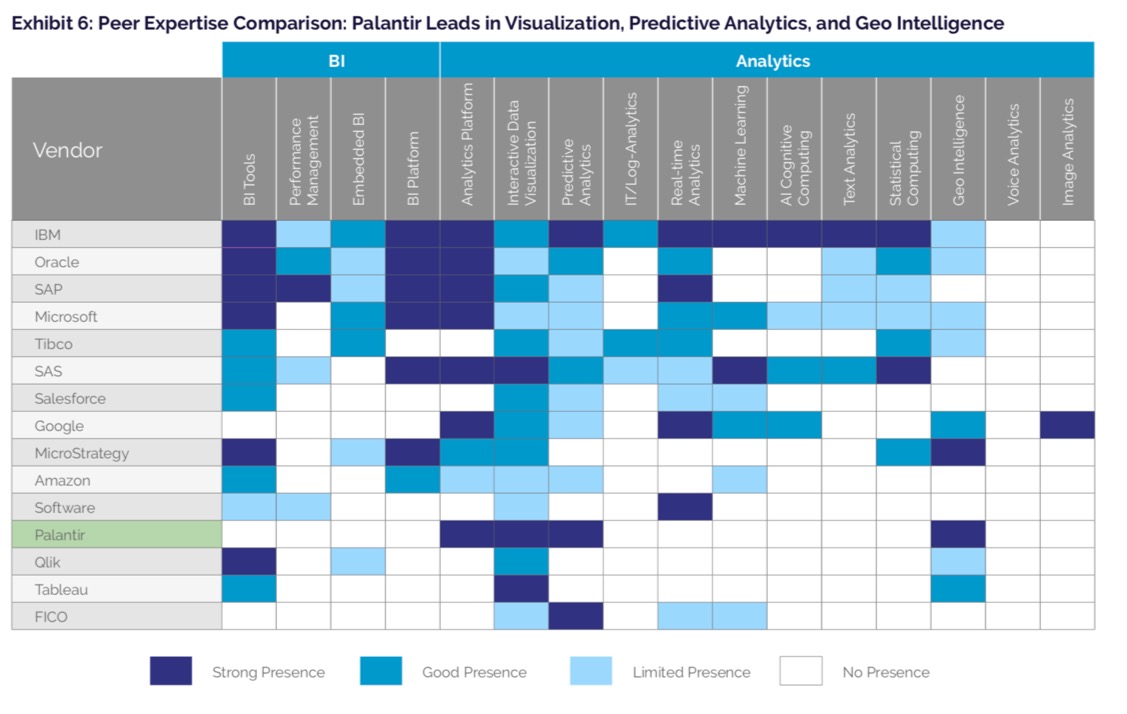 Exhibit 6: Peer Expertise Comparison: Palantir Leads in Visualization, Predictive Analytics, and Geo Intelligence
BI
Analytics
Vendor
BI Tools
Performance
Management
Embedded BI
BI Platform
Analytics Platform
Interactive Data
Visualization
Predictive
Analytics
IT/Log-Analytics
Real-time
Analytics
Machine Learning
AI Cognitive
Computing
Text Analytics
Statistical
Computing
Geo Intelligence
Voice Analytics
Image Analytics
IBM
Oracle
SAP
Microsoft
Tibco
SAS
Salesforce
Google
MicroStrategy
Amazon
Software
Palantir
Qlik
Tableau
FICO
Strong Presence
Good Presence
Limited Presence
No Presence